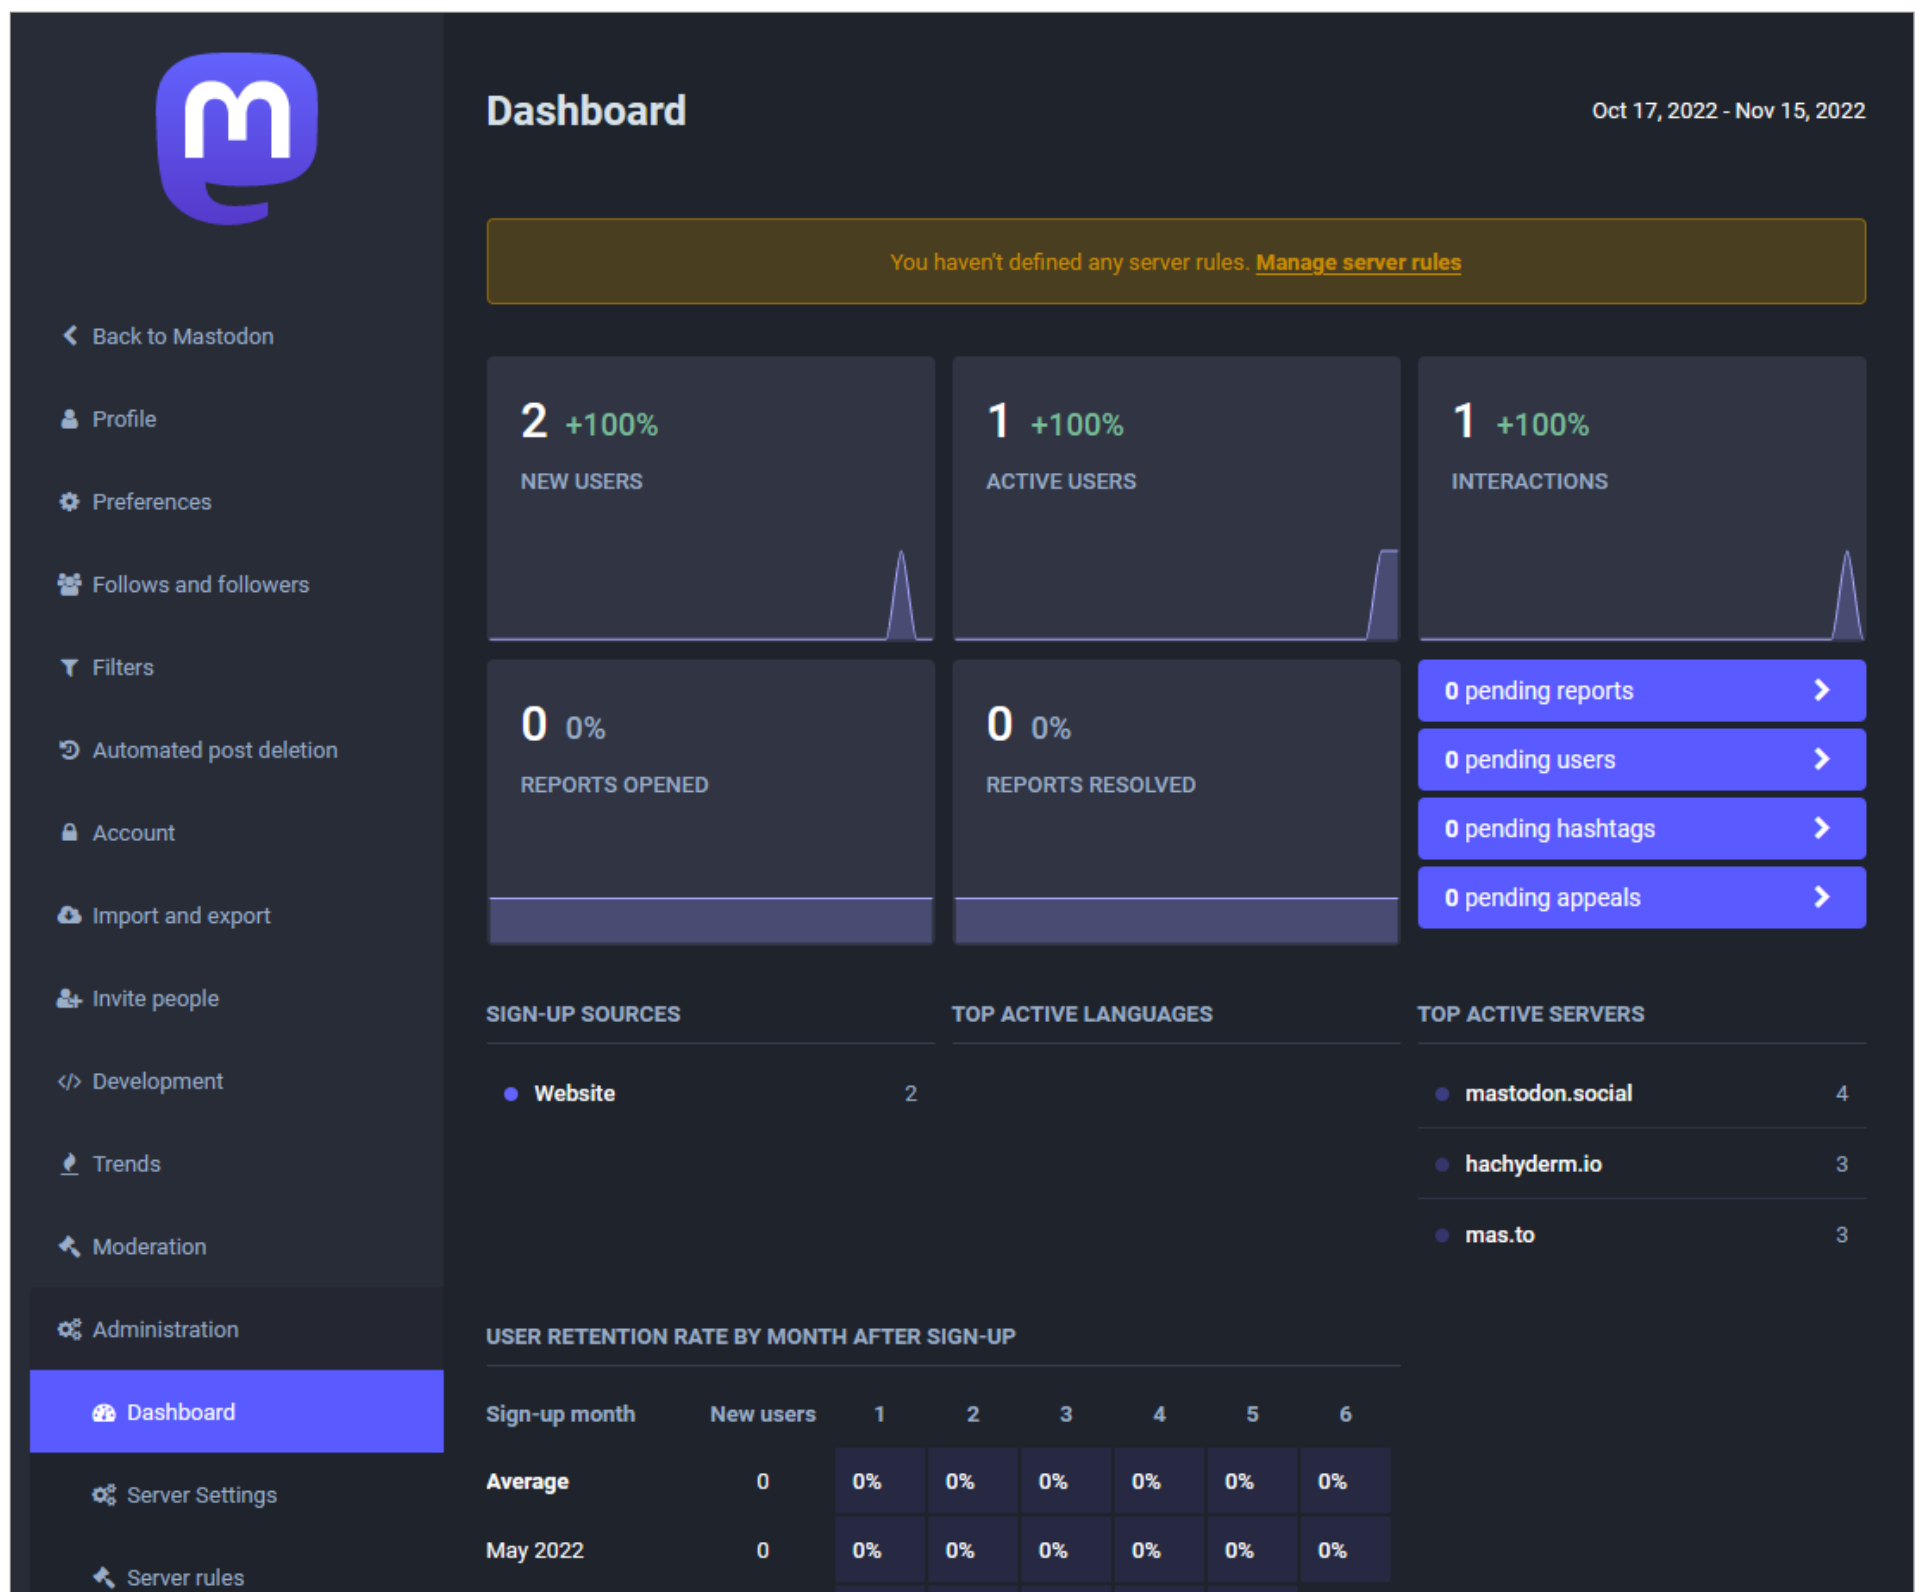 m
Back to Mastodon
Profile
Preferences
Follows and followers
Filters
Automated post deletion
Account
Import and export
Invite people
Development
Trends
Moderation
Administration
Dashboard
Server Settings
Server rules
Dashboard
Oct 17, 2022 - Nov 15, 2022
You haven't defined any server rules. Manage server rules
2 +100%
NEW USERS
1 +100%
ACTIVE USERS
1 +100%
INTERACTIONS
0 0%
REPORTS OPENED
0 0%
REPORTS RESOLVED
0 pending reports
0 pending users
0 pending hashtags
0 pending appeals
SIGN-UP SOURCES
Website 2
TOP ACTIVE LANGUAGES
TOP ACTIVE SERVERS
mastodon.social 4
hachyderm.io 3
mas.to 3
USER RETENTION RATE BY MONTH AFTER SIGN-UP
Sign-up month New users 1 2 3 4 5 6
Average 0 0% 0% 0% 0% 0% 0%
May 2022 0 0% 0% 0% 0% 0% 0%